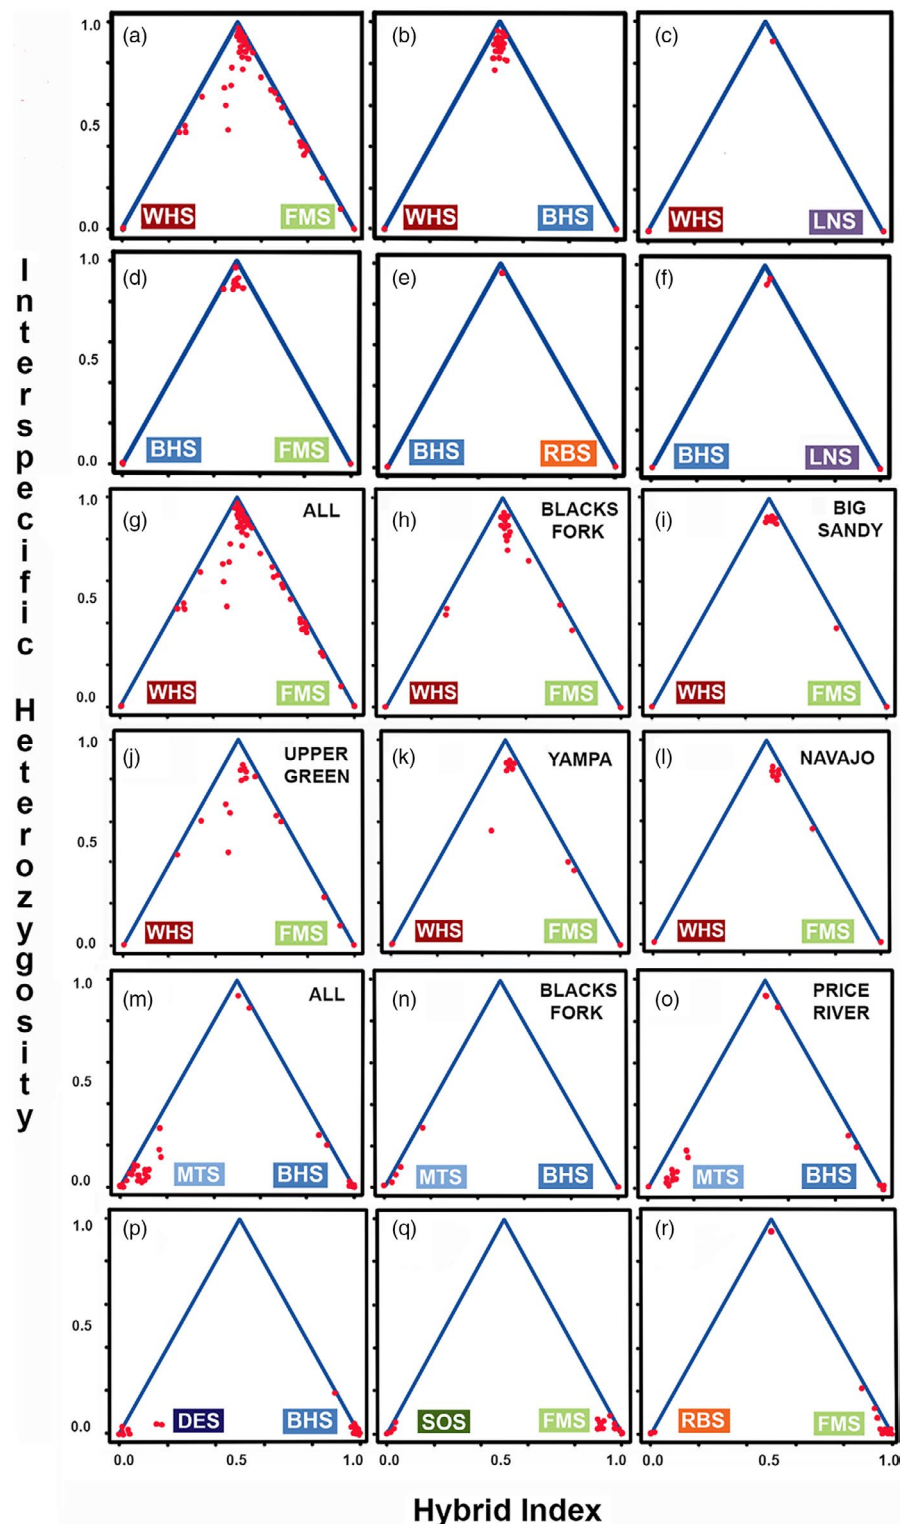 (a)
(b)
(c)
1.0
0.5
0.0
WHS
FMS
WHS
BHS
WHS
LNS
(d)
(e)
(f)
1.0
0.5
0.0
BHS
FMS
BHS
RBS
BHS
LNS
(g)
ALL
(h)
BLACKS
FORK
(i)
BIG
SANDY
1.0
0.5
0.0
WHS
FMS
WHS
FMS
WHS
FMS
(j)
UPPER
GREEN
(k)
YAMPA
(l)
NAVAJO
1.0
0.5
0.0
WHS
FMS
WHS
FMS
WHS
FMS
(m)
ALL
(n)
BLACKS
FORK
(o)
PRICE
RIVER
1.0
0.5
0.0
MTS
BHS
MTS
BHS
MTS
BHS
(p)
(q)
(r)
1.0
0.5
0.0
DES
BHS
SOS
FMS
RBS
FMS
0.0
0.5
1.0
0.0
0.5
1.0
0.0
0.5
1.0
Interspecific Heterozygosity
Hybrid Index